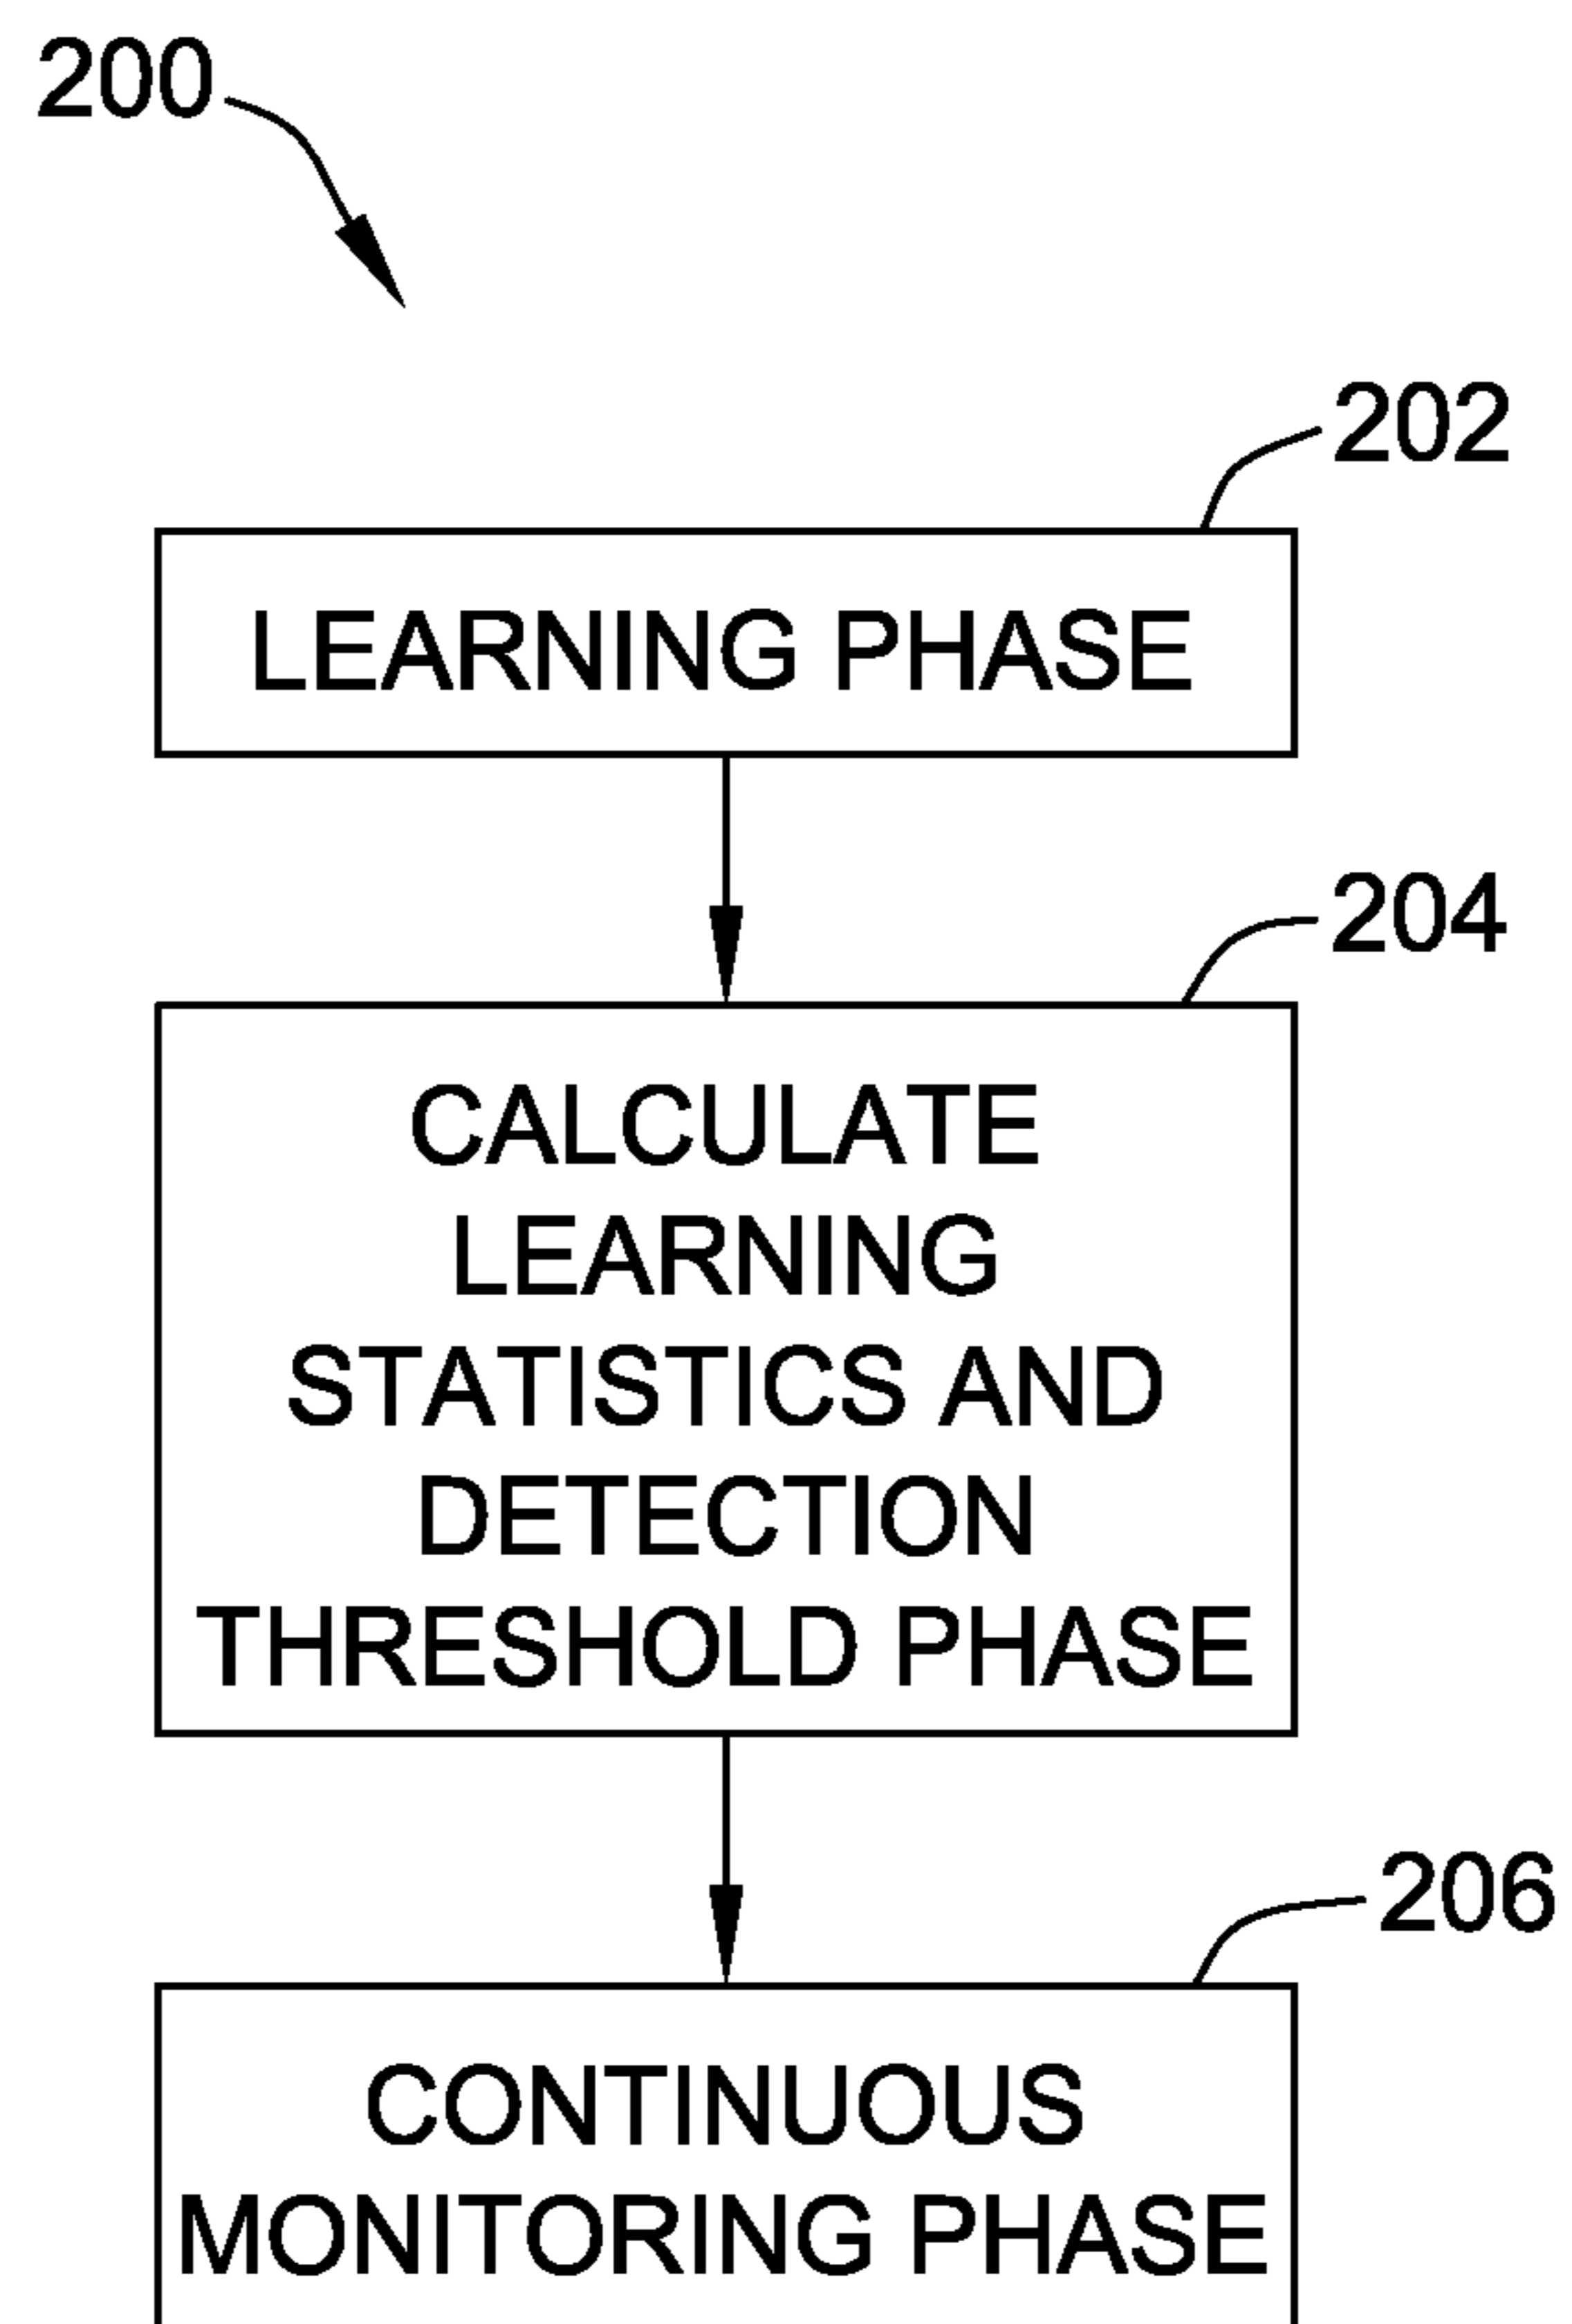 200
202
LEARNING PHASE
204
CALCULATE
LEARNING
STATISTICS AND
DETECTION
THRESHOLD PHASE
206
CONTINUOUS
MONITORING PHASE